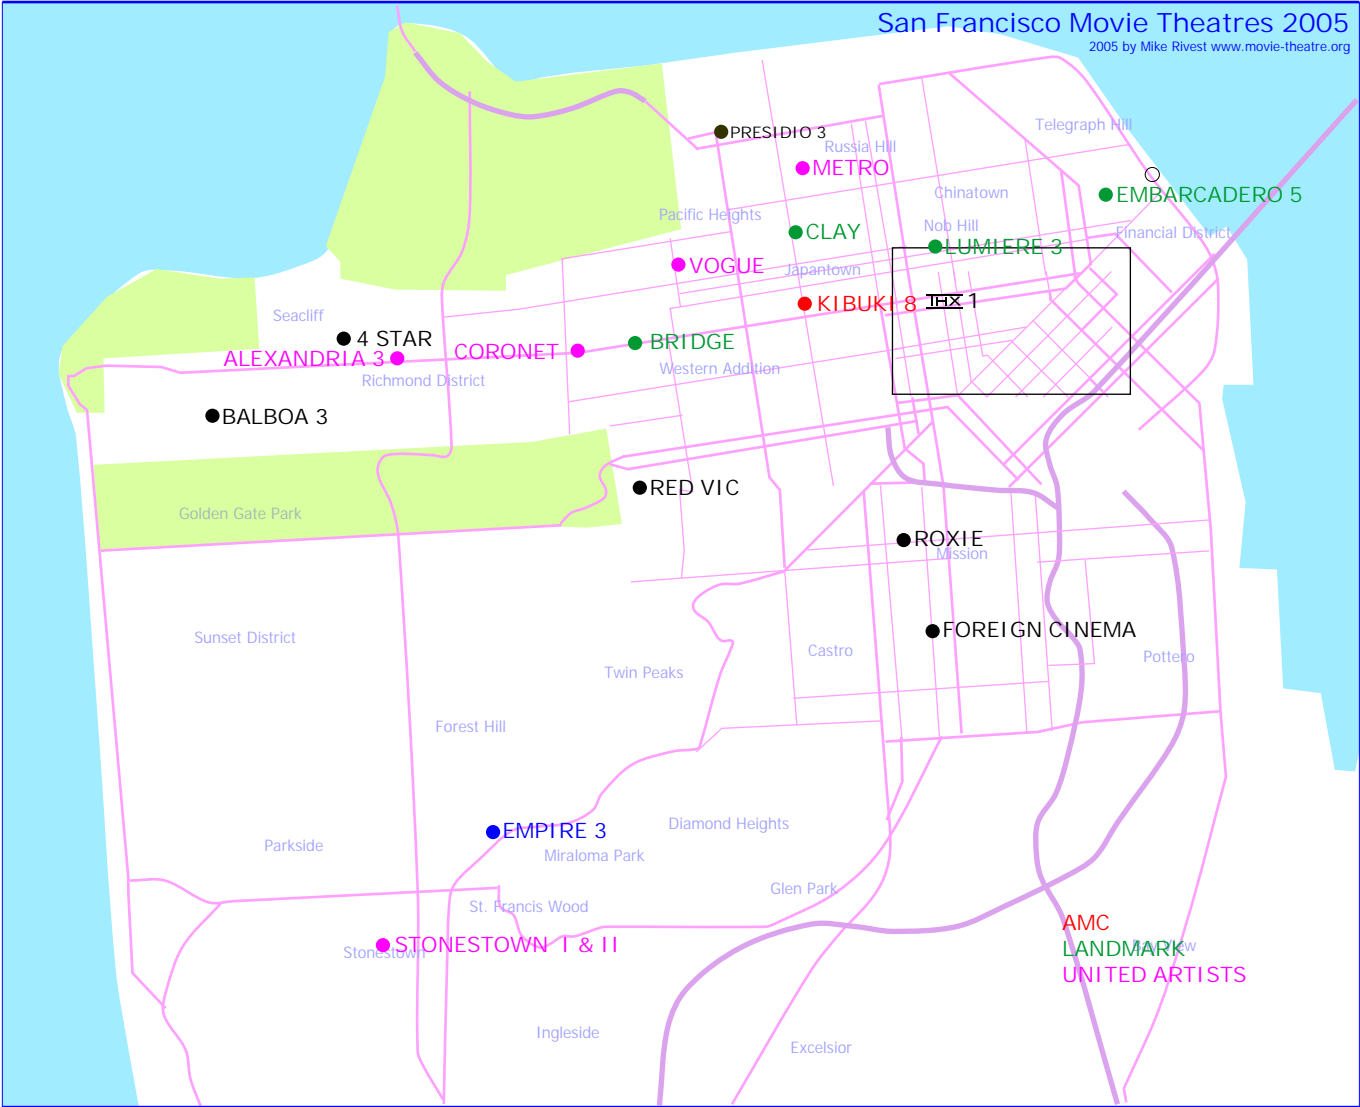 San Francisco Movie Theatres 2005
2005 by Mike Rivest www.movie-theatre.org
Telegraph Hill
PRESIDIO 3
Russia Hill
METRO
Chinatown
EMBARCADERO 5
Pacific Heights
Nob Hill
CLAY
Financial District
LUMIERE 3
VOGUE
Japantown
KIBUKI 8
THX 1
Seacliff
4 STAR
BRIDGE
ALEXANDRIA 3
CORONET
Western Addition
Richmond District
BALBOA 3
RED VIC
Golden Gate Park
ROXIE
Mission
FOREIGN CINEMA
Sunset District
Castro
Pottero
Twin Peaks
Forest Hill
Diamond Heights
EMPIRE 3
Parkside
Miraloma Park
Glen Park
St. Francis Wood
AMC
STONESTOWN I & II
Stonestown
LANDMARK
Bay View
UNITED ARTISTS
Ingleside
Excelsior